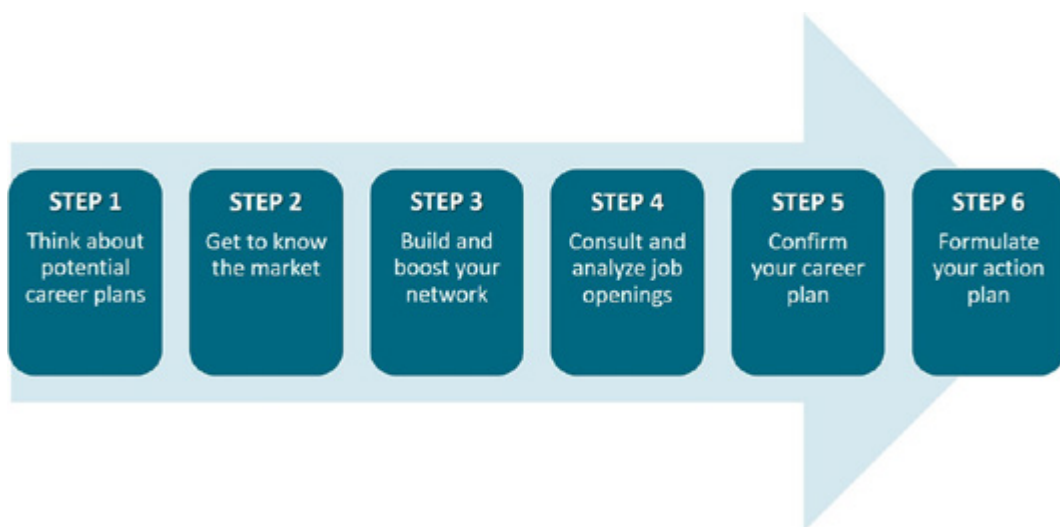 STEP 1
Think about
potential
career plans
STEP 2
Get to know
the market
STEP 3
Build and
boost your
network
STEP 4
Consult and
analyze job
openings
STEP 5
Confirm
your career
plan
STEP 6
Formulate
your action
plan